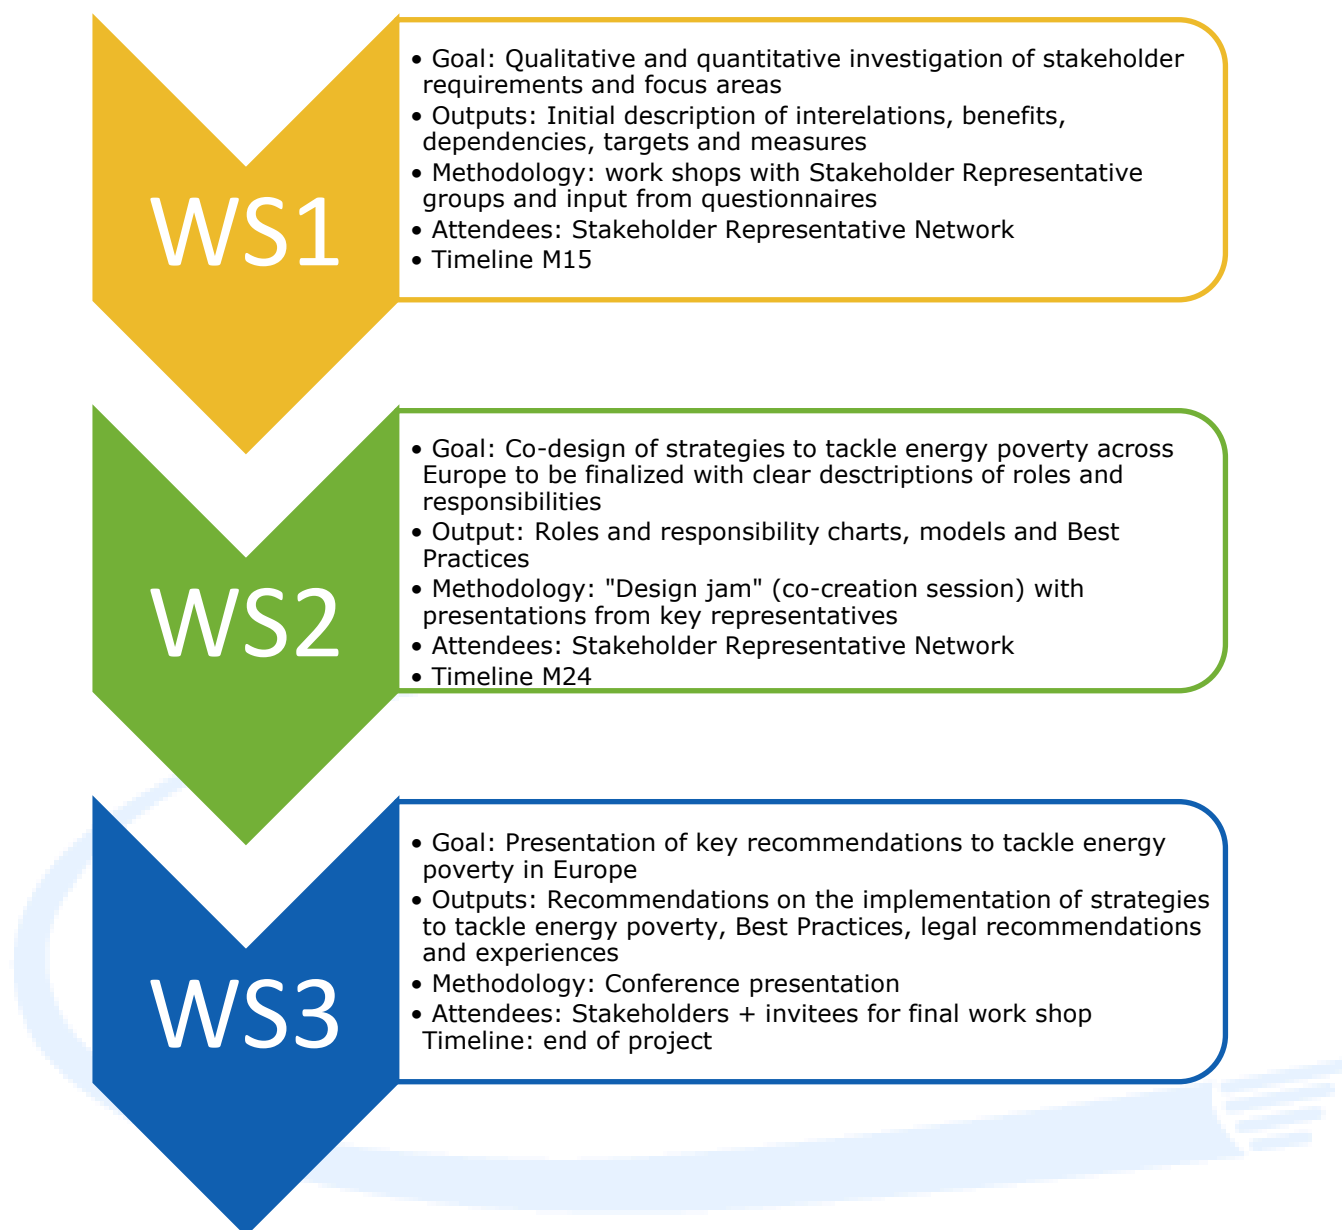 WS1
• Goal: Qualitative and quantitative investigation of stakeholder
requirements and focus areas
• Outputs: Initial description of interelations, benefits,
dependencies, targets and measures
• Methodology: work shops with Stakeholder Representative
groups and input from questionnaires
• Attendees: Stakeholder Representative Network
• Timeline M15
WS2
• Goal: Co-design of strategies to tackle energy poverty across
Europe to be finalized with clear desctriptions of roles and
responsibilities
• Output: Roles and responsibility charts, models and Best
Practices
• Methodology: "Design jam" (co-creation session) with
presentations from key representatives
• Attendees: Stakeholder Representative Network
• Timeline M24
WS3
• Goal: Presentation of key recommendations to tackle energy
poverty in Europe
• Outputs: Recommendations on the implementation of strategies
to tackle energy poverty, Best Practices, legal recommendations
and experiences
• Methodology: Conference presentation
• Attendees: Stakeholders + invitees for final work shop
Timeline: end of project